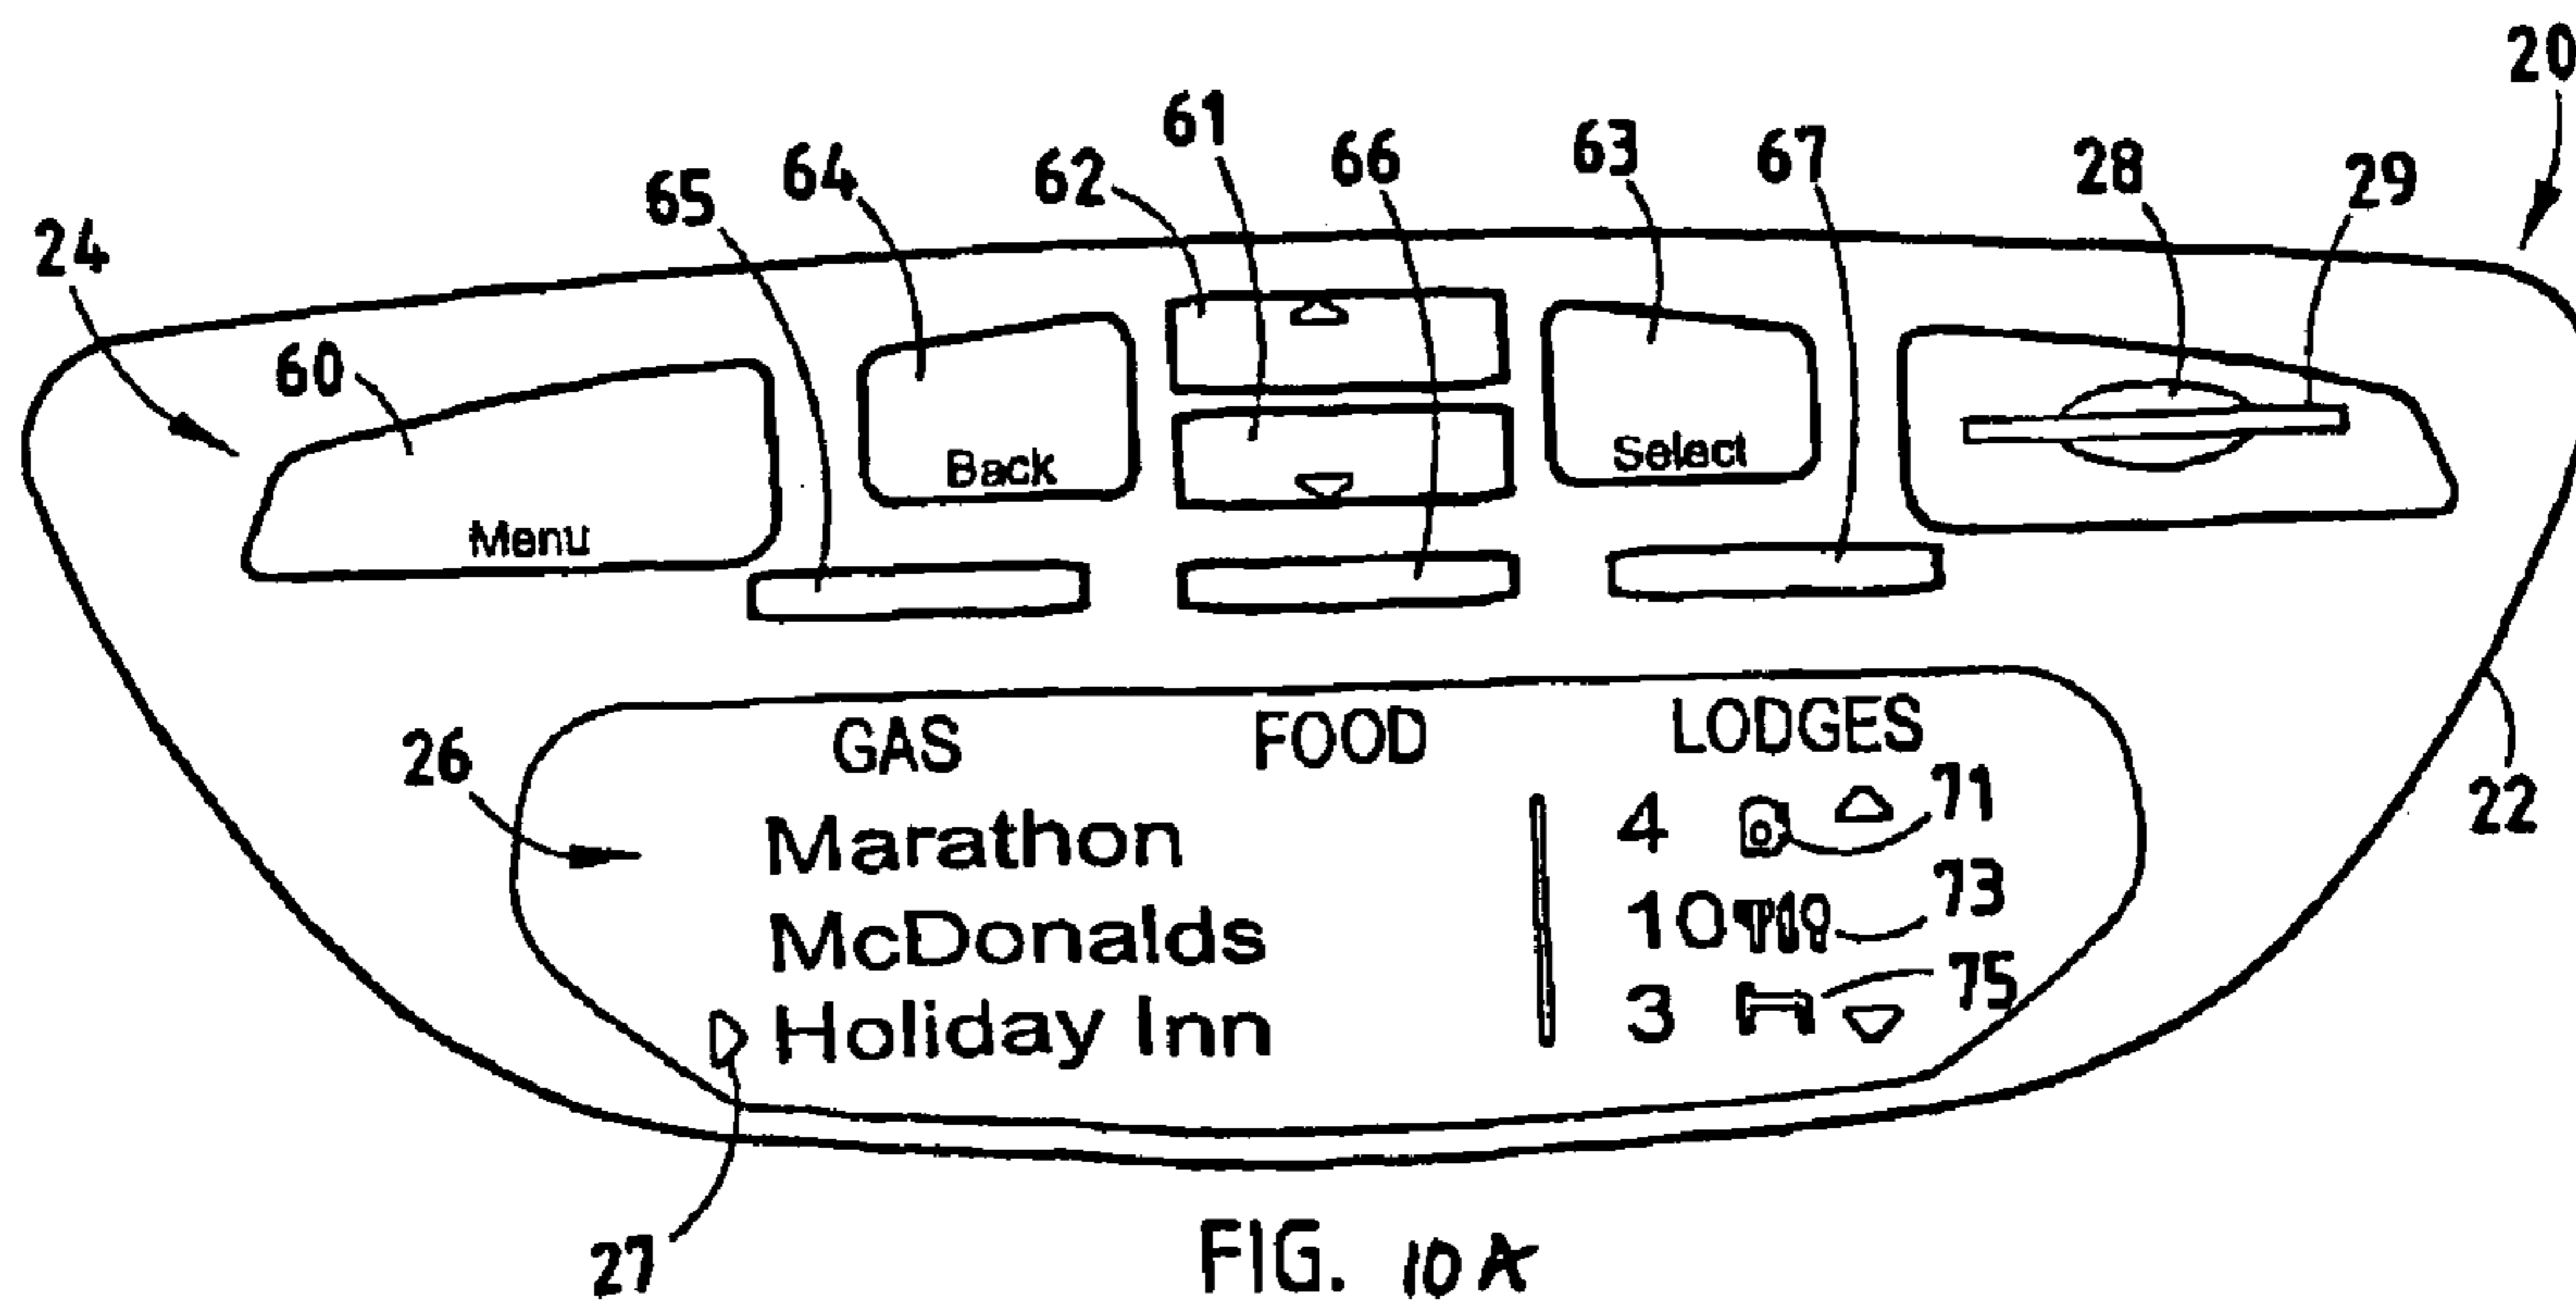 20
61
62 66 63 67 28 29
65 64
24
60
Back Select
Menu
GAS FOOD LODGES
26
22
Marathon 4 71
McDonalds 10 73
Holiday Inn 3 75
27
FIG. 10A